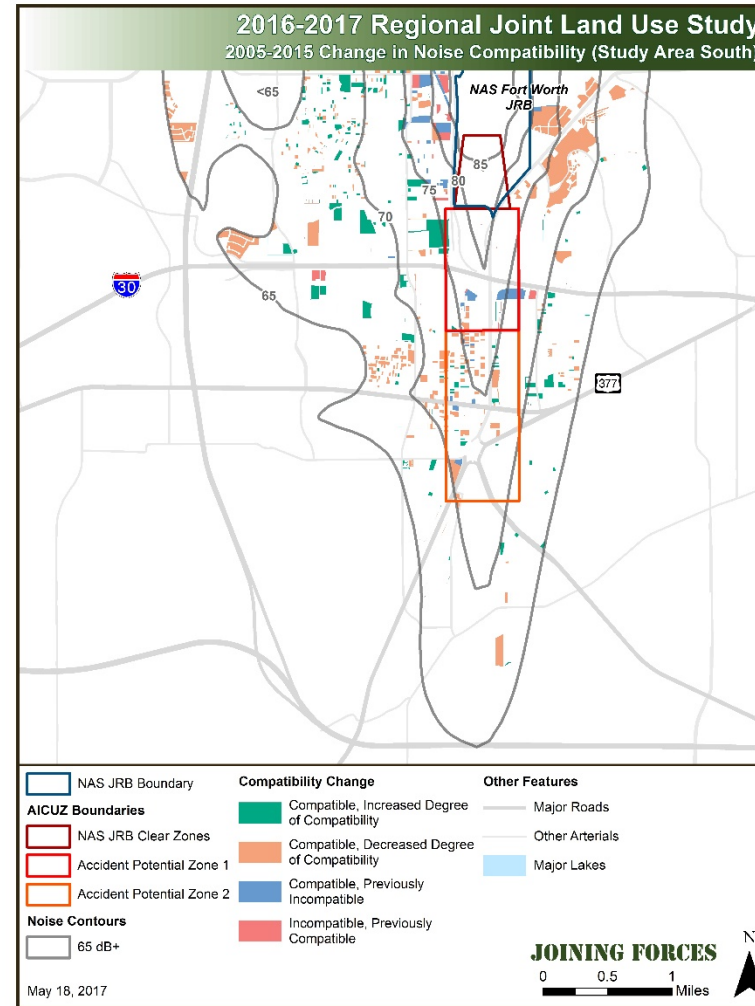 2016-2017 Regional Joint Land Use Study
2005-2015 Change in Noise Compatibility (Study Area South)
<65
NAS Fort Worth
JRB
85
80
75
70
65
30
377
NAS JRB Boundary
AICUZ Boundaries
NAS JRB Clear Zones
Accident Potential Zone 1
Accident Potential Zone 2
Noise Contours
65 dB+
May 18, 2017
Compatibility Change
Compatible, Increased Degree
of Compatibility
Compatible, Decreased Degree
of Compatibility
Compatible, Previously
Incompatible
Incompatible, Previously
Compatible
Other Features
Major Roads
Other Arterials
Major Lakes
JOINING FORCES
0 0.5 1
Miles
N